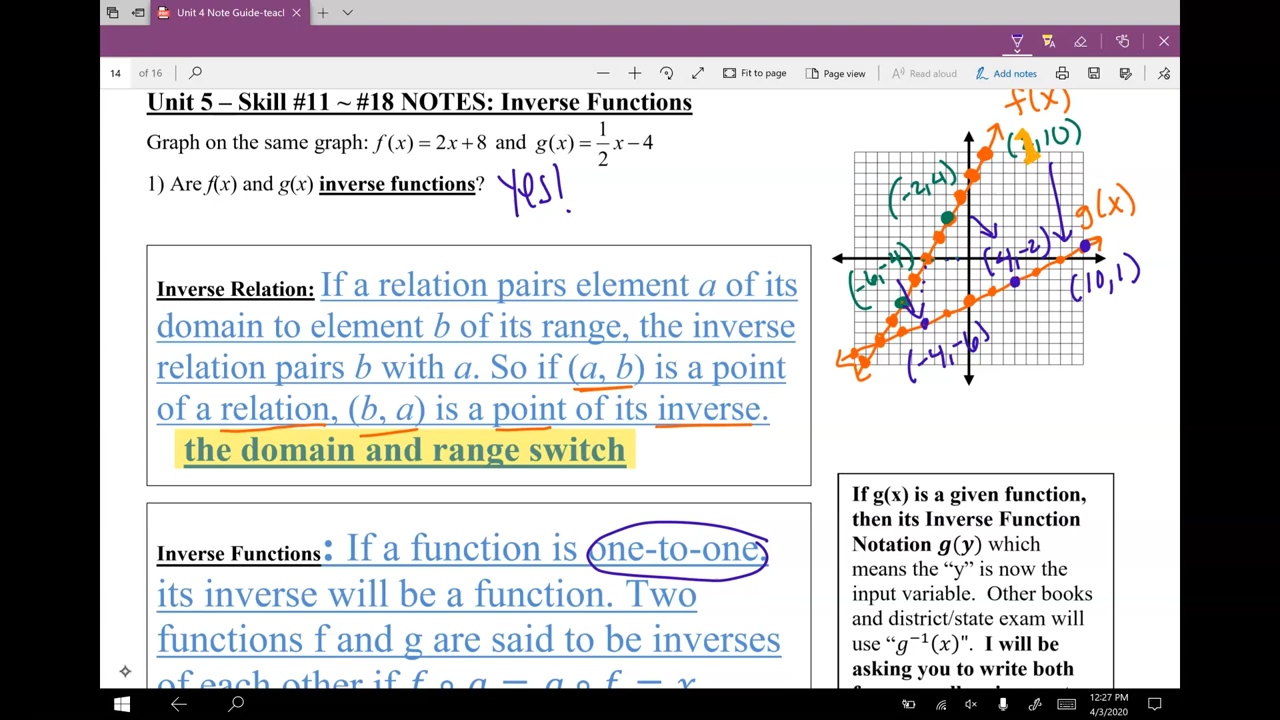 Unit 4 Note Guide-teacl
14 of 16
Fit to page
Page view
Read aloud
Add notes
Unit 5 – Skill #11 ~ #18 NOTES: Inverse Functions
Graph on the same graph: f(x) = 2x+8 and g(x) = 1/2 x − 4
1) Are f(x) and g(x) inverse functions? Yes!
f(x)
(1,10)
(-2,4)
g(x)
(-6,-4)
(4,-2)
(10,1)
(-4,-6)
Inverse Relation: If a relation pairs element a of its
domain to element b of its range, the inverse
relation pairs b with a. So if (a, b) is a point
of a relation, (b, a) is a point of its inverse.
the domain and range switch
Inverse Functions: If a function is one-to-one,
its inverse will be a function. Two
functions f and g are said to be inverses
of each other if f ∘ g = g ∘ f = x
If g(x) is a given function,
then its Inverse Function
Notation g(y) which
means the “y” is now the
input variable. Other books
and district/state exam will
use “g⁻¹(x)". I will be
asking you to write both
12:27 PM
4/3/2020